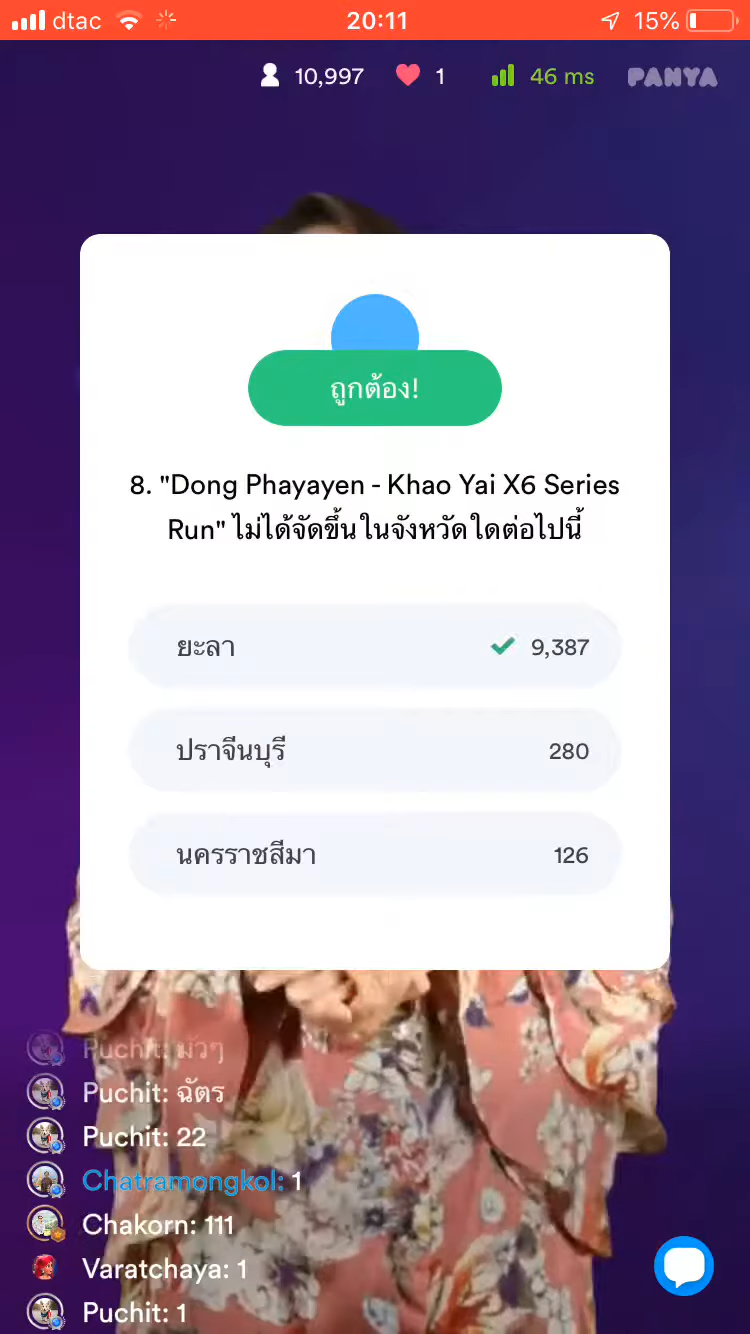 dtac 20:11 15%
10,997 1 46 ms PANYA
ถูกต้อง!
8. "Dong Phayayen - Khao Yai X6 Series
Run" ไม่ได้จัดขึ้นในจังหวัดใดต่อไปนี้
ยะลา 9,387
ปราจีนบุรี 280
นครราชสีมา 126
Puchit: มั่วๆ
Puchit: ฉัตร
Puchit: 22
Chatramongkol: 1
Chakorn: 111
Varatchaya: 1
Puchit: 1